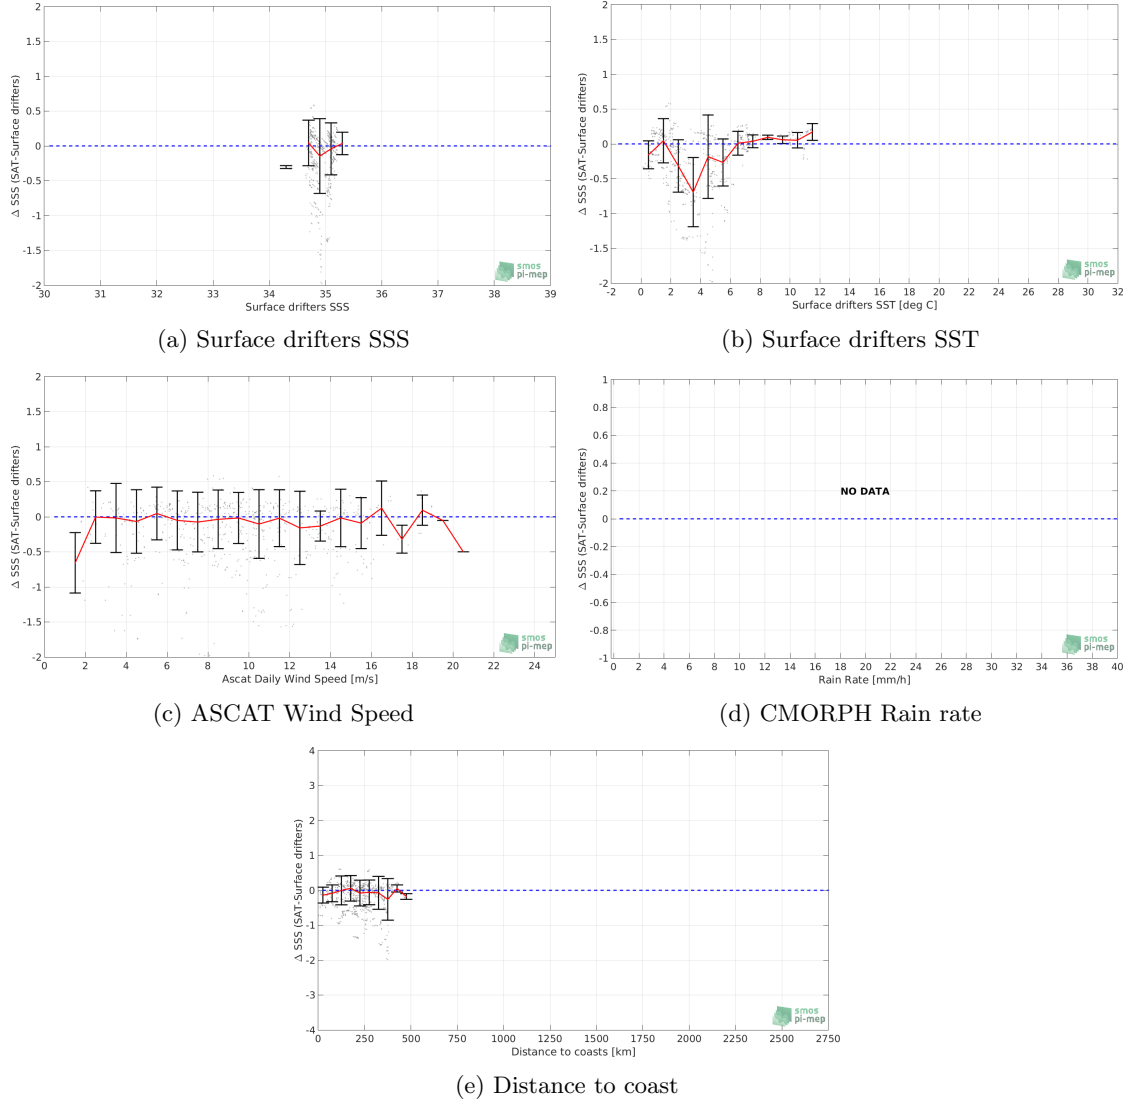 2
1.5
1
0.5
0
-0.5
-1
-1.5
-2
30 31 32 33 34 35 36 37 38 39
Surface drifters SSS
Δ SSS (SAT-Surface drifters)
smos
pi-mep
(a) Surface drifters SSS
2
1.5
1
0.5
0
-0.5
-1
-1.5
-2
-2 0 2 4 6 8 10 12 14 16 18 20 22 24 26 28 30 32
Surface drifters SST [deg C]
Δ SSS (SAT-Surface drifters)
smos
pi-mep
(b) Surface drifters SST
2
1.5
1
0.5
0
-0.5
-1
-1.5
-2
0 2 4 6 8 10 12 14 16 18 20 22 24
Ascat Daily Wind Speed [m/s]
Δ SSS (SAT-Surface drifters)
smos
pi-mep
(c) ASCAT Wind Speed
1
0.8
0.6
0.4
0.2
0
-0.2
-0.4
-0.6
-0.8
-1
NO DATA
0 2 4 6 8 10 12 14 16 18 20 22 24 26 28 30 32 34 36 38 40
Rain Rate [mm/h]
Δ SSS (SAT-Surface drifters)
smos
pi-mep
(d) CMORPH Rain rate
4
3
2
1
0
-1
-2
-3
-4
0 250 500 750 1000 1250 1500 1750 2000 2250 2500 2750
Distance to coasts [km]
Δ SSS (SAT-Surface drifters)
smos
pi-mep
(e) Distance to coast